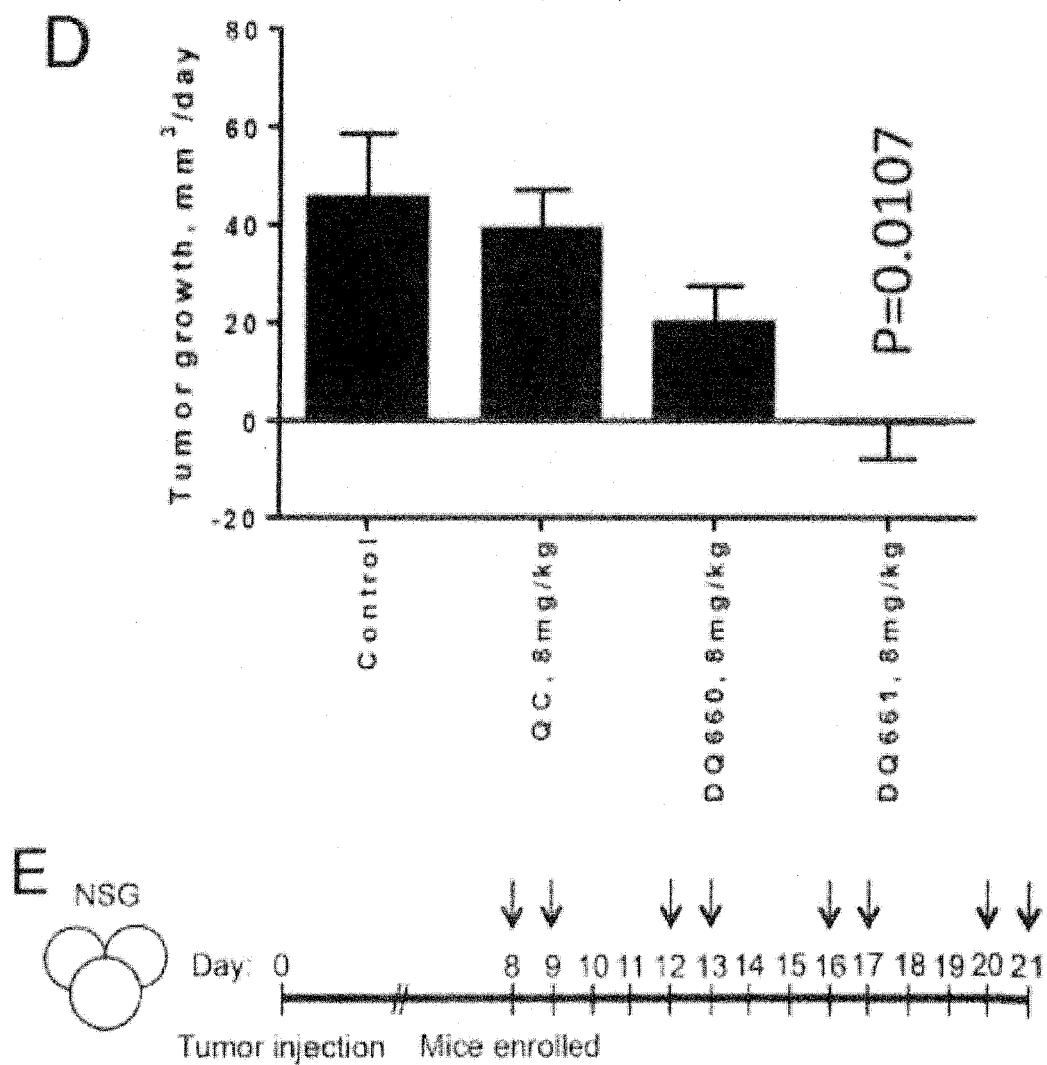 D
80
60
40
20
0
-20
Tumor growth, mm³/day
P=0.0107
Control
QC, 8mg/kg
DQ660, 8mg/kg
DQ661, 8mg/kg
E
NSG
Day: 0 8 9 10 11 12 13 14 15 16 17 18 19 20 21
Tumor injection Mice enrolled